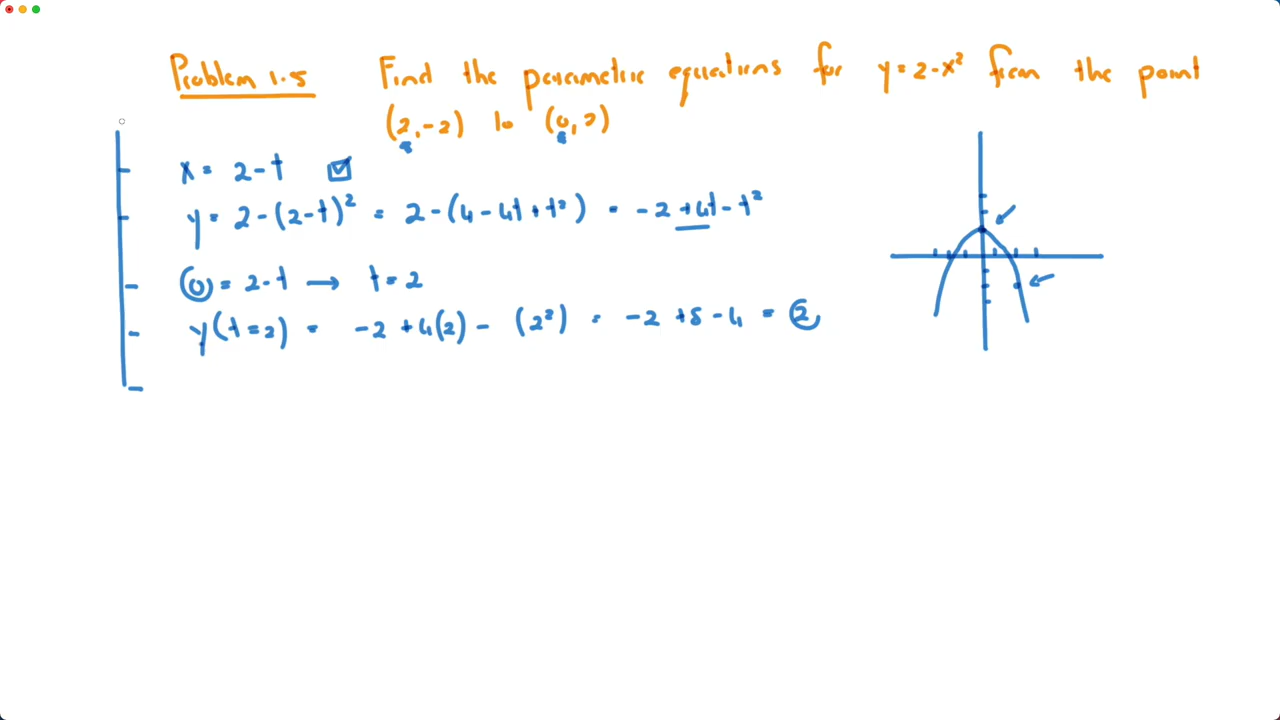 Problem 1.5 Find the parametric equations for y = 2 - x² from the point
(2, -2) to (0, 2)
x = 2 - t ☑
y = 2 - (2 - t)² = 2 - (4 - 4t + t²) = -2 + 4t - t²
0 = 2 - t → t = 2
y(t = 2) = -2 + 4(2) - (2²) = -2 + 8 - 4 = 2